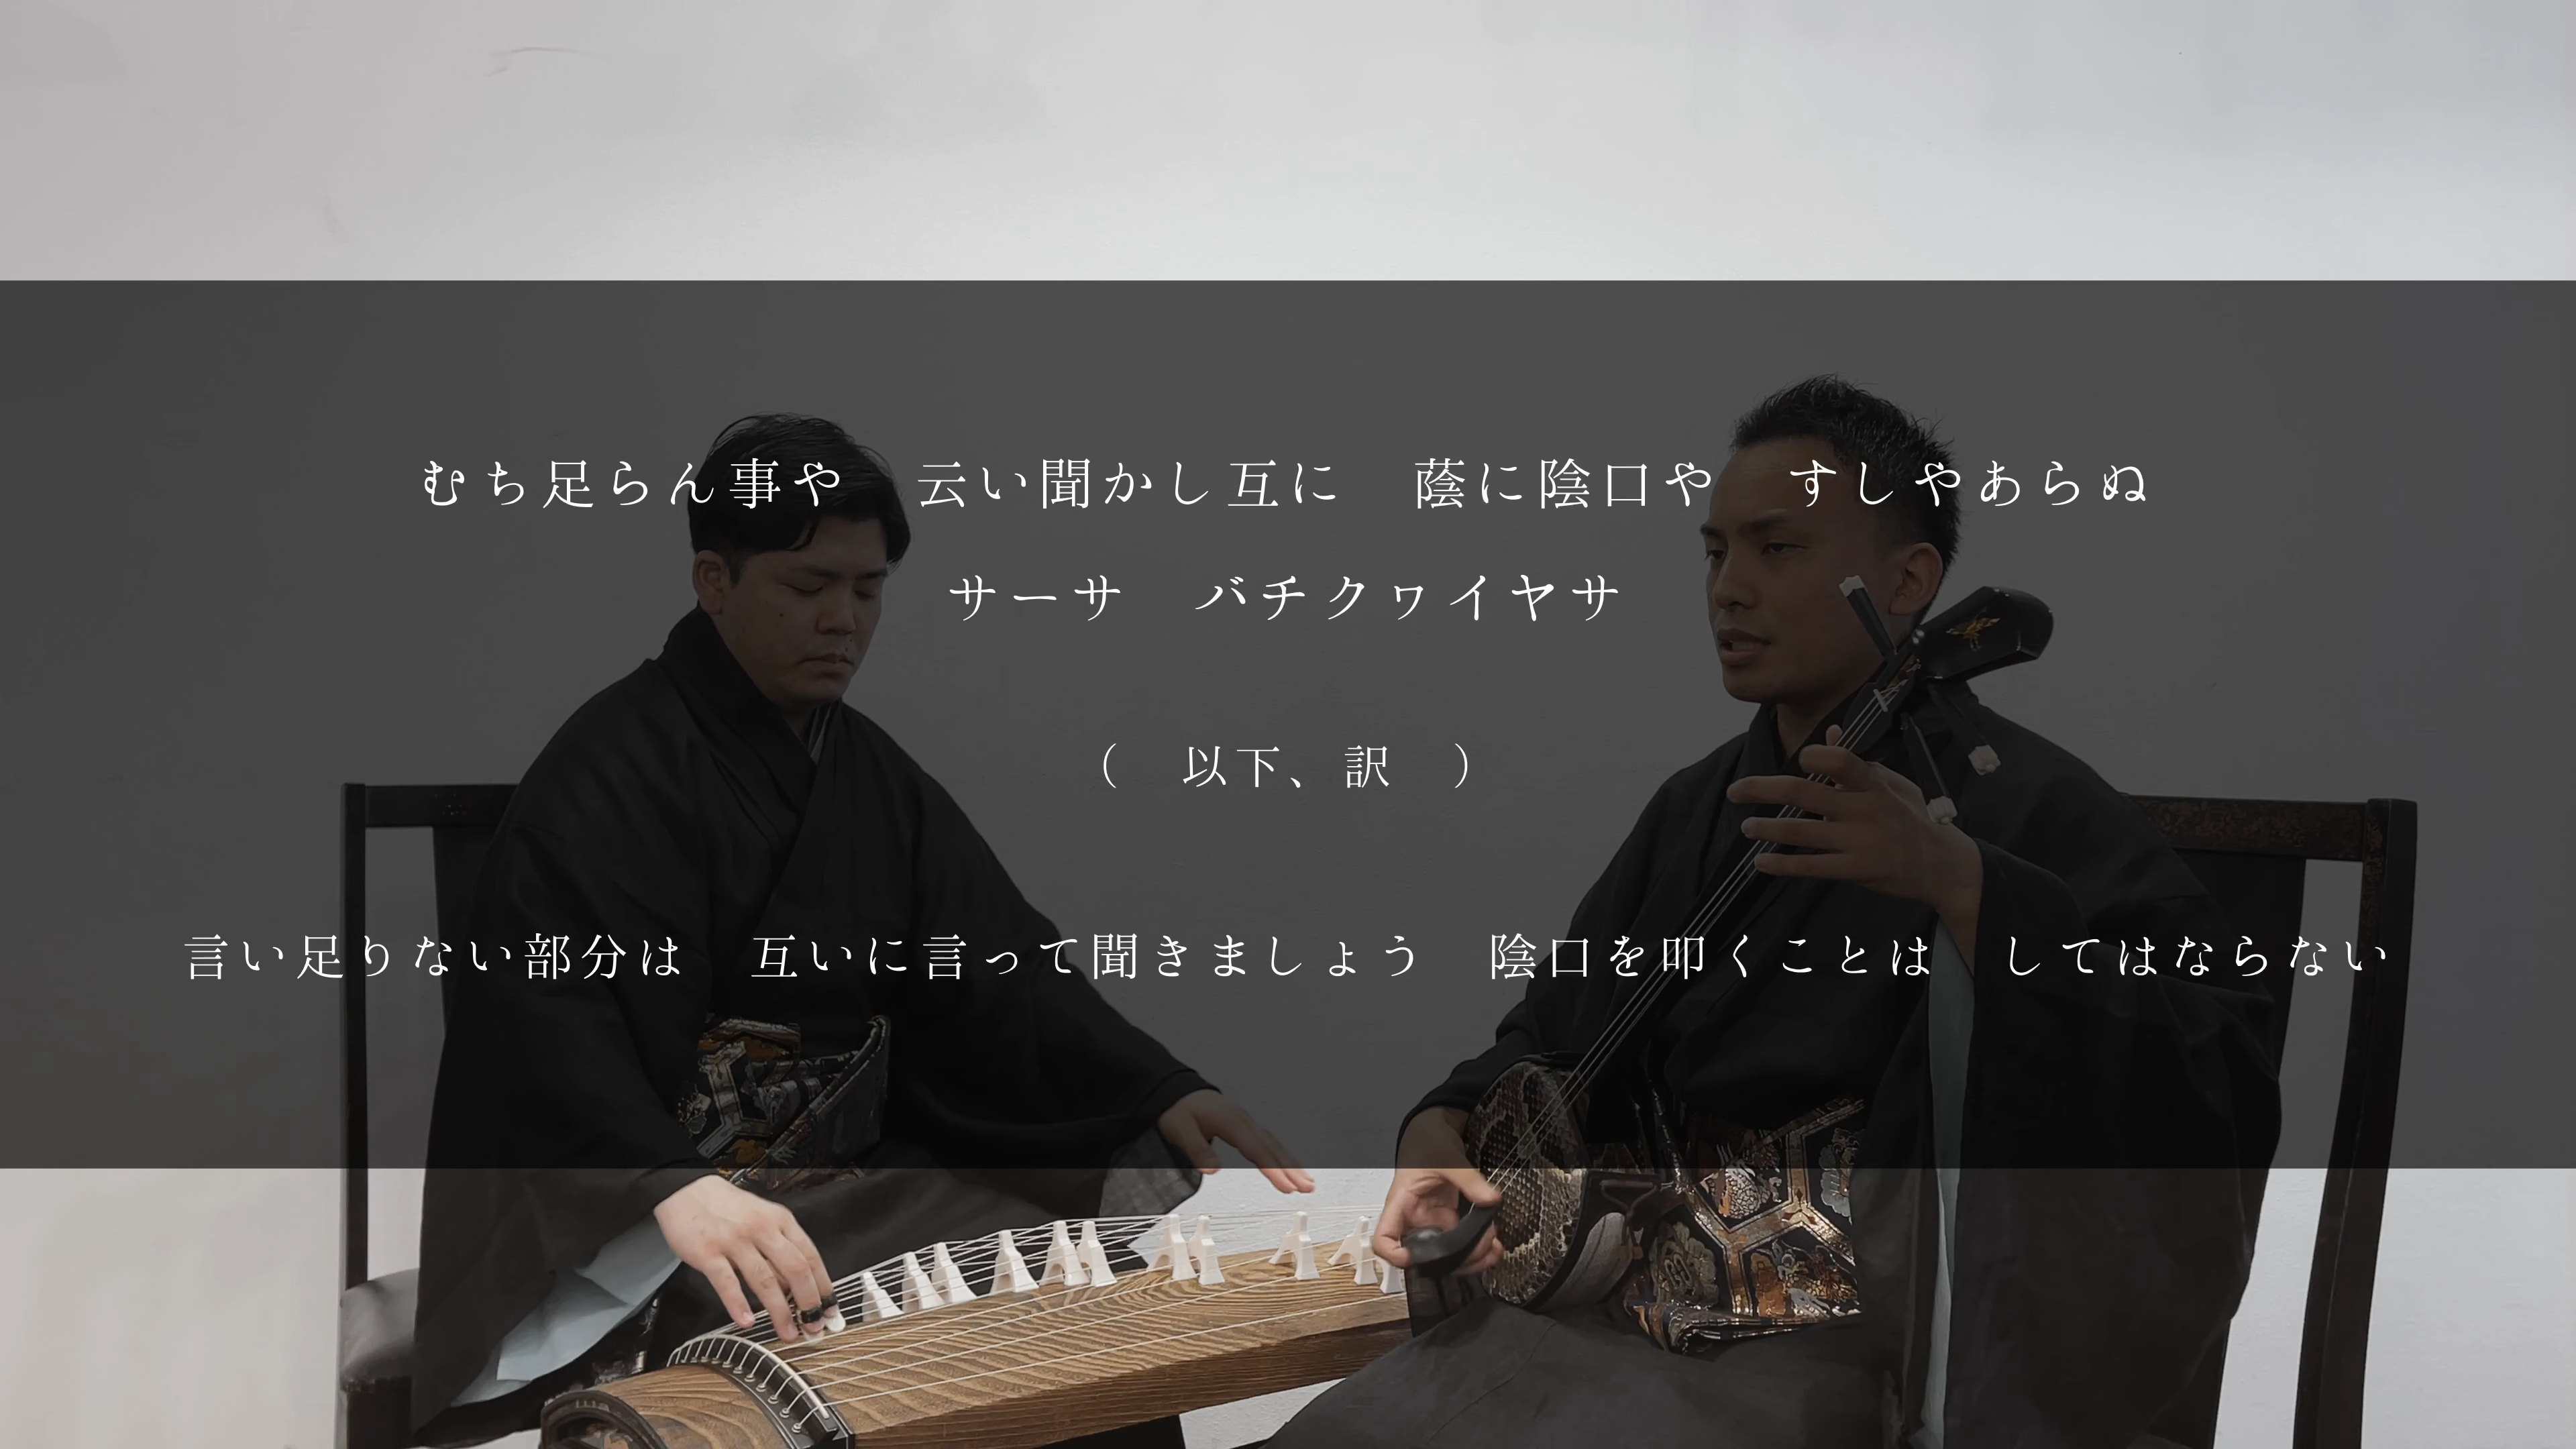 むち足らん事や　云い聞かし互に　蔭に陰口や　すしやあらぬ
サーサ　バチクヮイヤサ
（　以下、訳　）
言い足りない部分は　互いに言って聞きましょう　陰口を叩くことは　してはならない